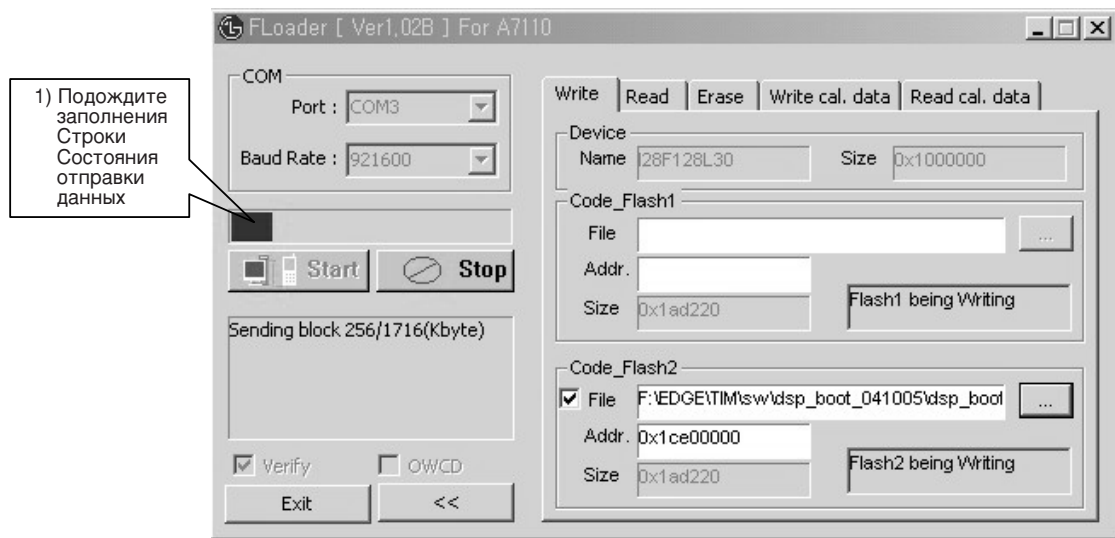 FLoader [ Ver1,02B ] For A7110
1) Подождите
заполнения
Строки
Состояния
отправки
данных
COM
Port : COM3
Baud Rate : 921600
Start
Stop
Sending block 256/1716(Kbyte)
Verify
OWCD
Exit
<<
Write
Read
Erase
Write cal. data
Read cal. data
Device
Name I28F128L30
Size 0x1000000
Code_Flash1
File
...
Addr.
Size 0x1ad220
Flash1 being Writing
Code_Flash2
File F:\EDGE\TIM\sw\dsp_boot_041005\dsp_boot
...
Addr. 0x1ce00000
Size 0x1ad220
Flash2 being Writing